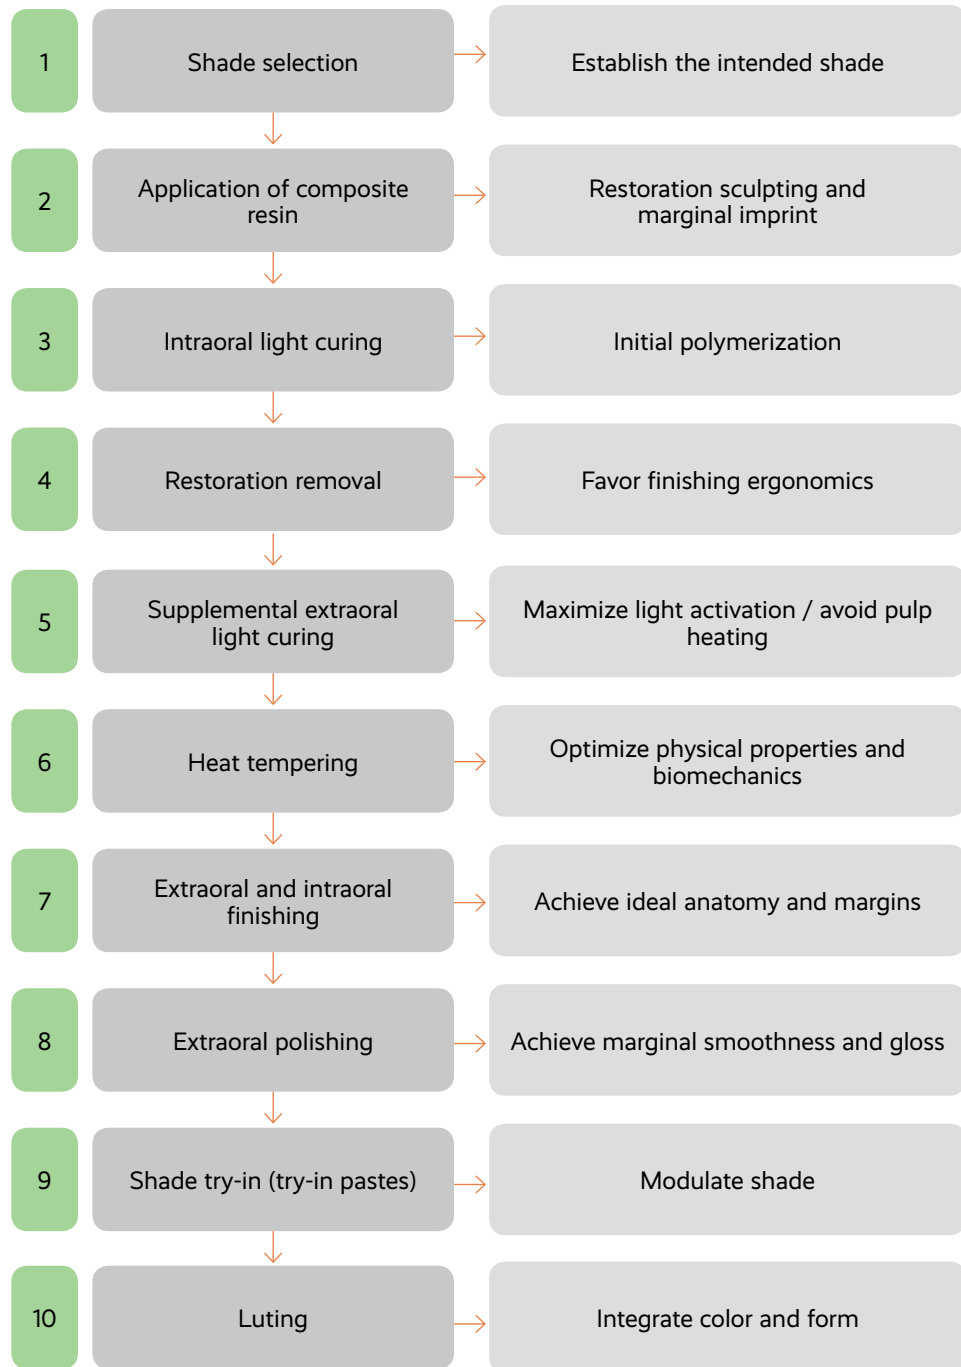 1
Shade selection
Establish the intended shade
2
Application of composite
resin
Restoration sculpting and
marginal imprint
3
Intraoral light curing
Initial polymerization
4
Restoration removal
Favor finishing ergonomics
5
Supplemental extraoral
light curing
Maximize light activation / avoid pulp
heating
6
Heat tempering
Optimize physical properties and
biomechanics
7
Extraoral and intraoral
finishing
Achieve ideal anatomy and margins
8
Extraoral polishing
Achieve marginal smoothness and gloss
9
Shade try-in (try-in pastes)
Modulate shade
10
Luting
Integrate color and form